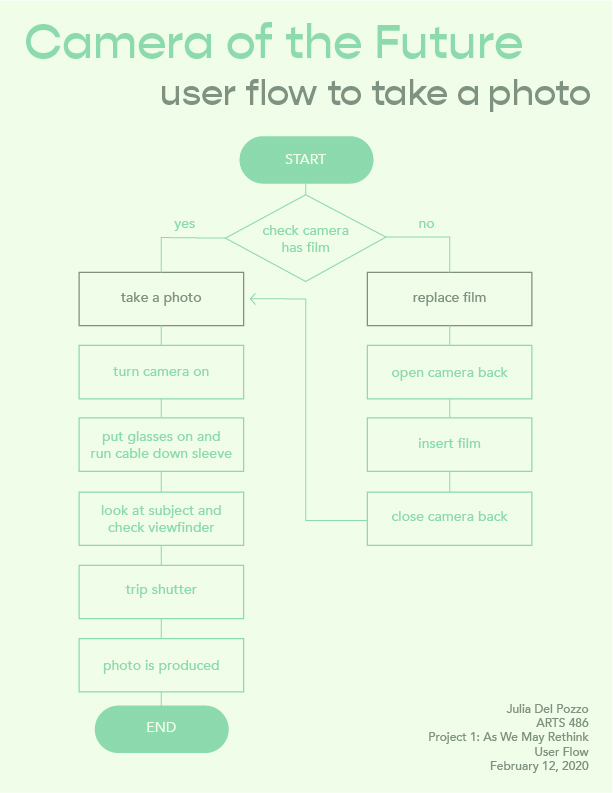 Camera of the Future
user flow to take a photo
START
check camera
has film
yes
no
take a photo
turn camera on
put glasses on and
run cable down sleeve
look at subject and
check viewfinder
trip shutter
photo is produced
END
replace film
open camera back
insert film
close camera back
Julia Del Pozzo
ARTS 486
Project 1: As We May Rethink
User Flow
February 12, 2020